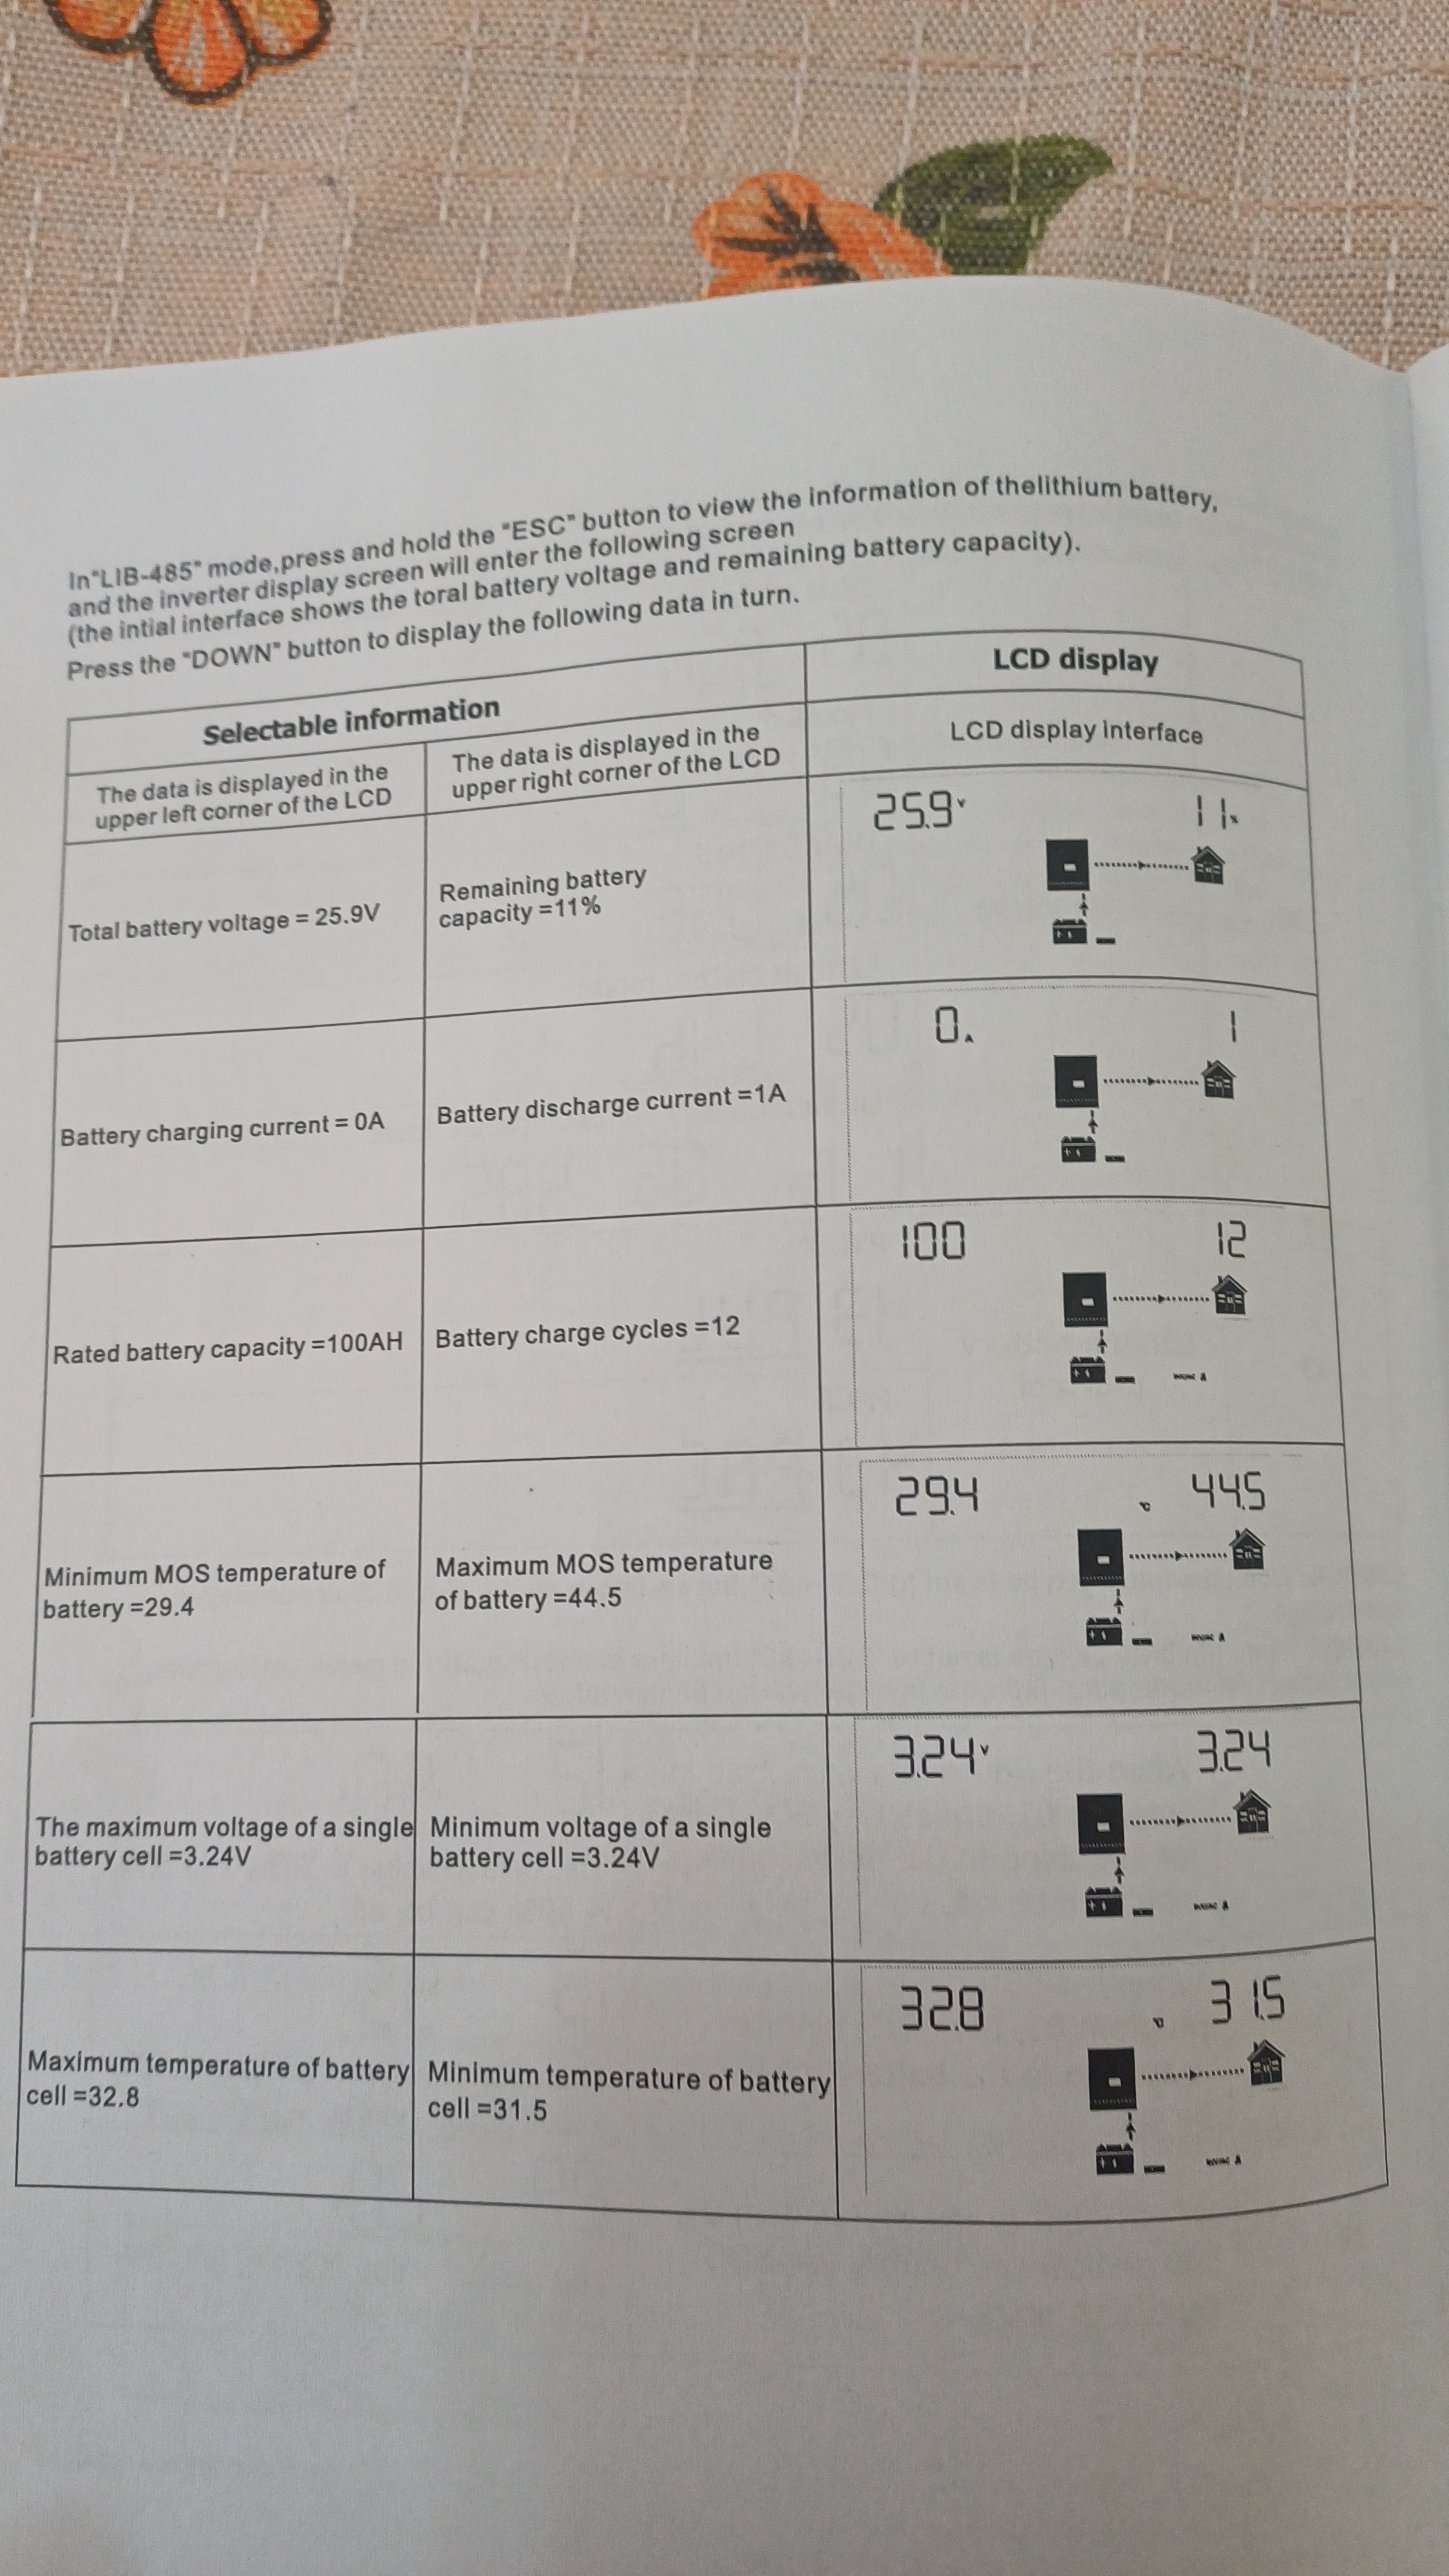 In“LIB-485” mode,press and hold the “ESC” button to view the information of thelithium battery,
and the inverter display screen will enter the following screen
(the intial interface shows the toral battery voltage and remaining battery capacity).
Press the “DOWN” button to display the following data in turn.
Selectable information
LCD display
The data is displayed in the
upper left corner of the LCD
The data is displayed in the
upper right corner of the LCD
LCD display interface
Total battery voltage = 25.9V
Remaining battery
capacity =11%
25.9 V
11%
Battery charging current = 0A
Battery discharge current =1A
0 A
1
Rated battery capacity =100AH
Battery charge cycles =12
100
12
Minimum MOS temperature of
battery =29.4
Maximum MOS temperature
of battery =44.5
29.4
℃
44.5
The maximum voltage of a single
battery cell =3.24V
Minimum voltage of a single
battery cell =3.24V
3.24 V
3.24
Maximum temperature of battery
cell =32.8
Minimum temperature of battery
cell =31.5
32.8
℃
31.5